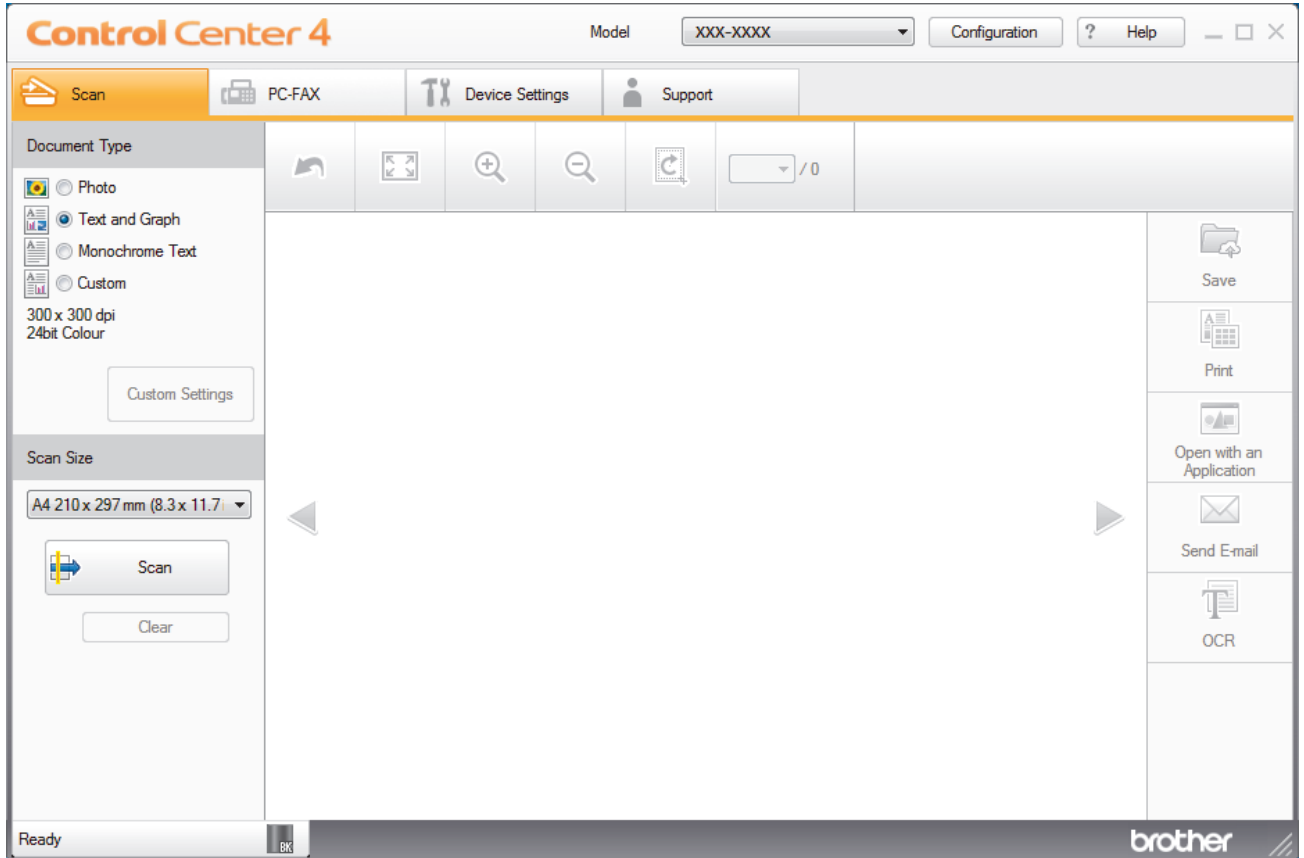 Control Center 4
Model
XXX-XXXX
Configuration
? Help
Scan
PC-FAX
Device Settings
Support
Document Type
Photo
Text and Graph
Monochrome Text
Custom
300 x 300 dpi
24bit Colour
Custom Settings
/ 0
Scan Size
A4 210 x 297 mm (8.3 x 11.7
Scan
Clear
Save
Print
Open with an
Application
Send E-mail
OCR
Ready
BK
brother